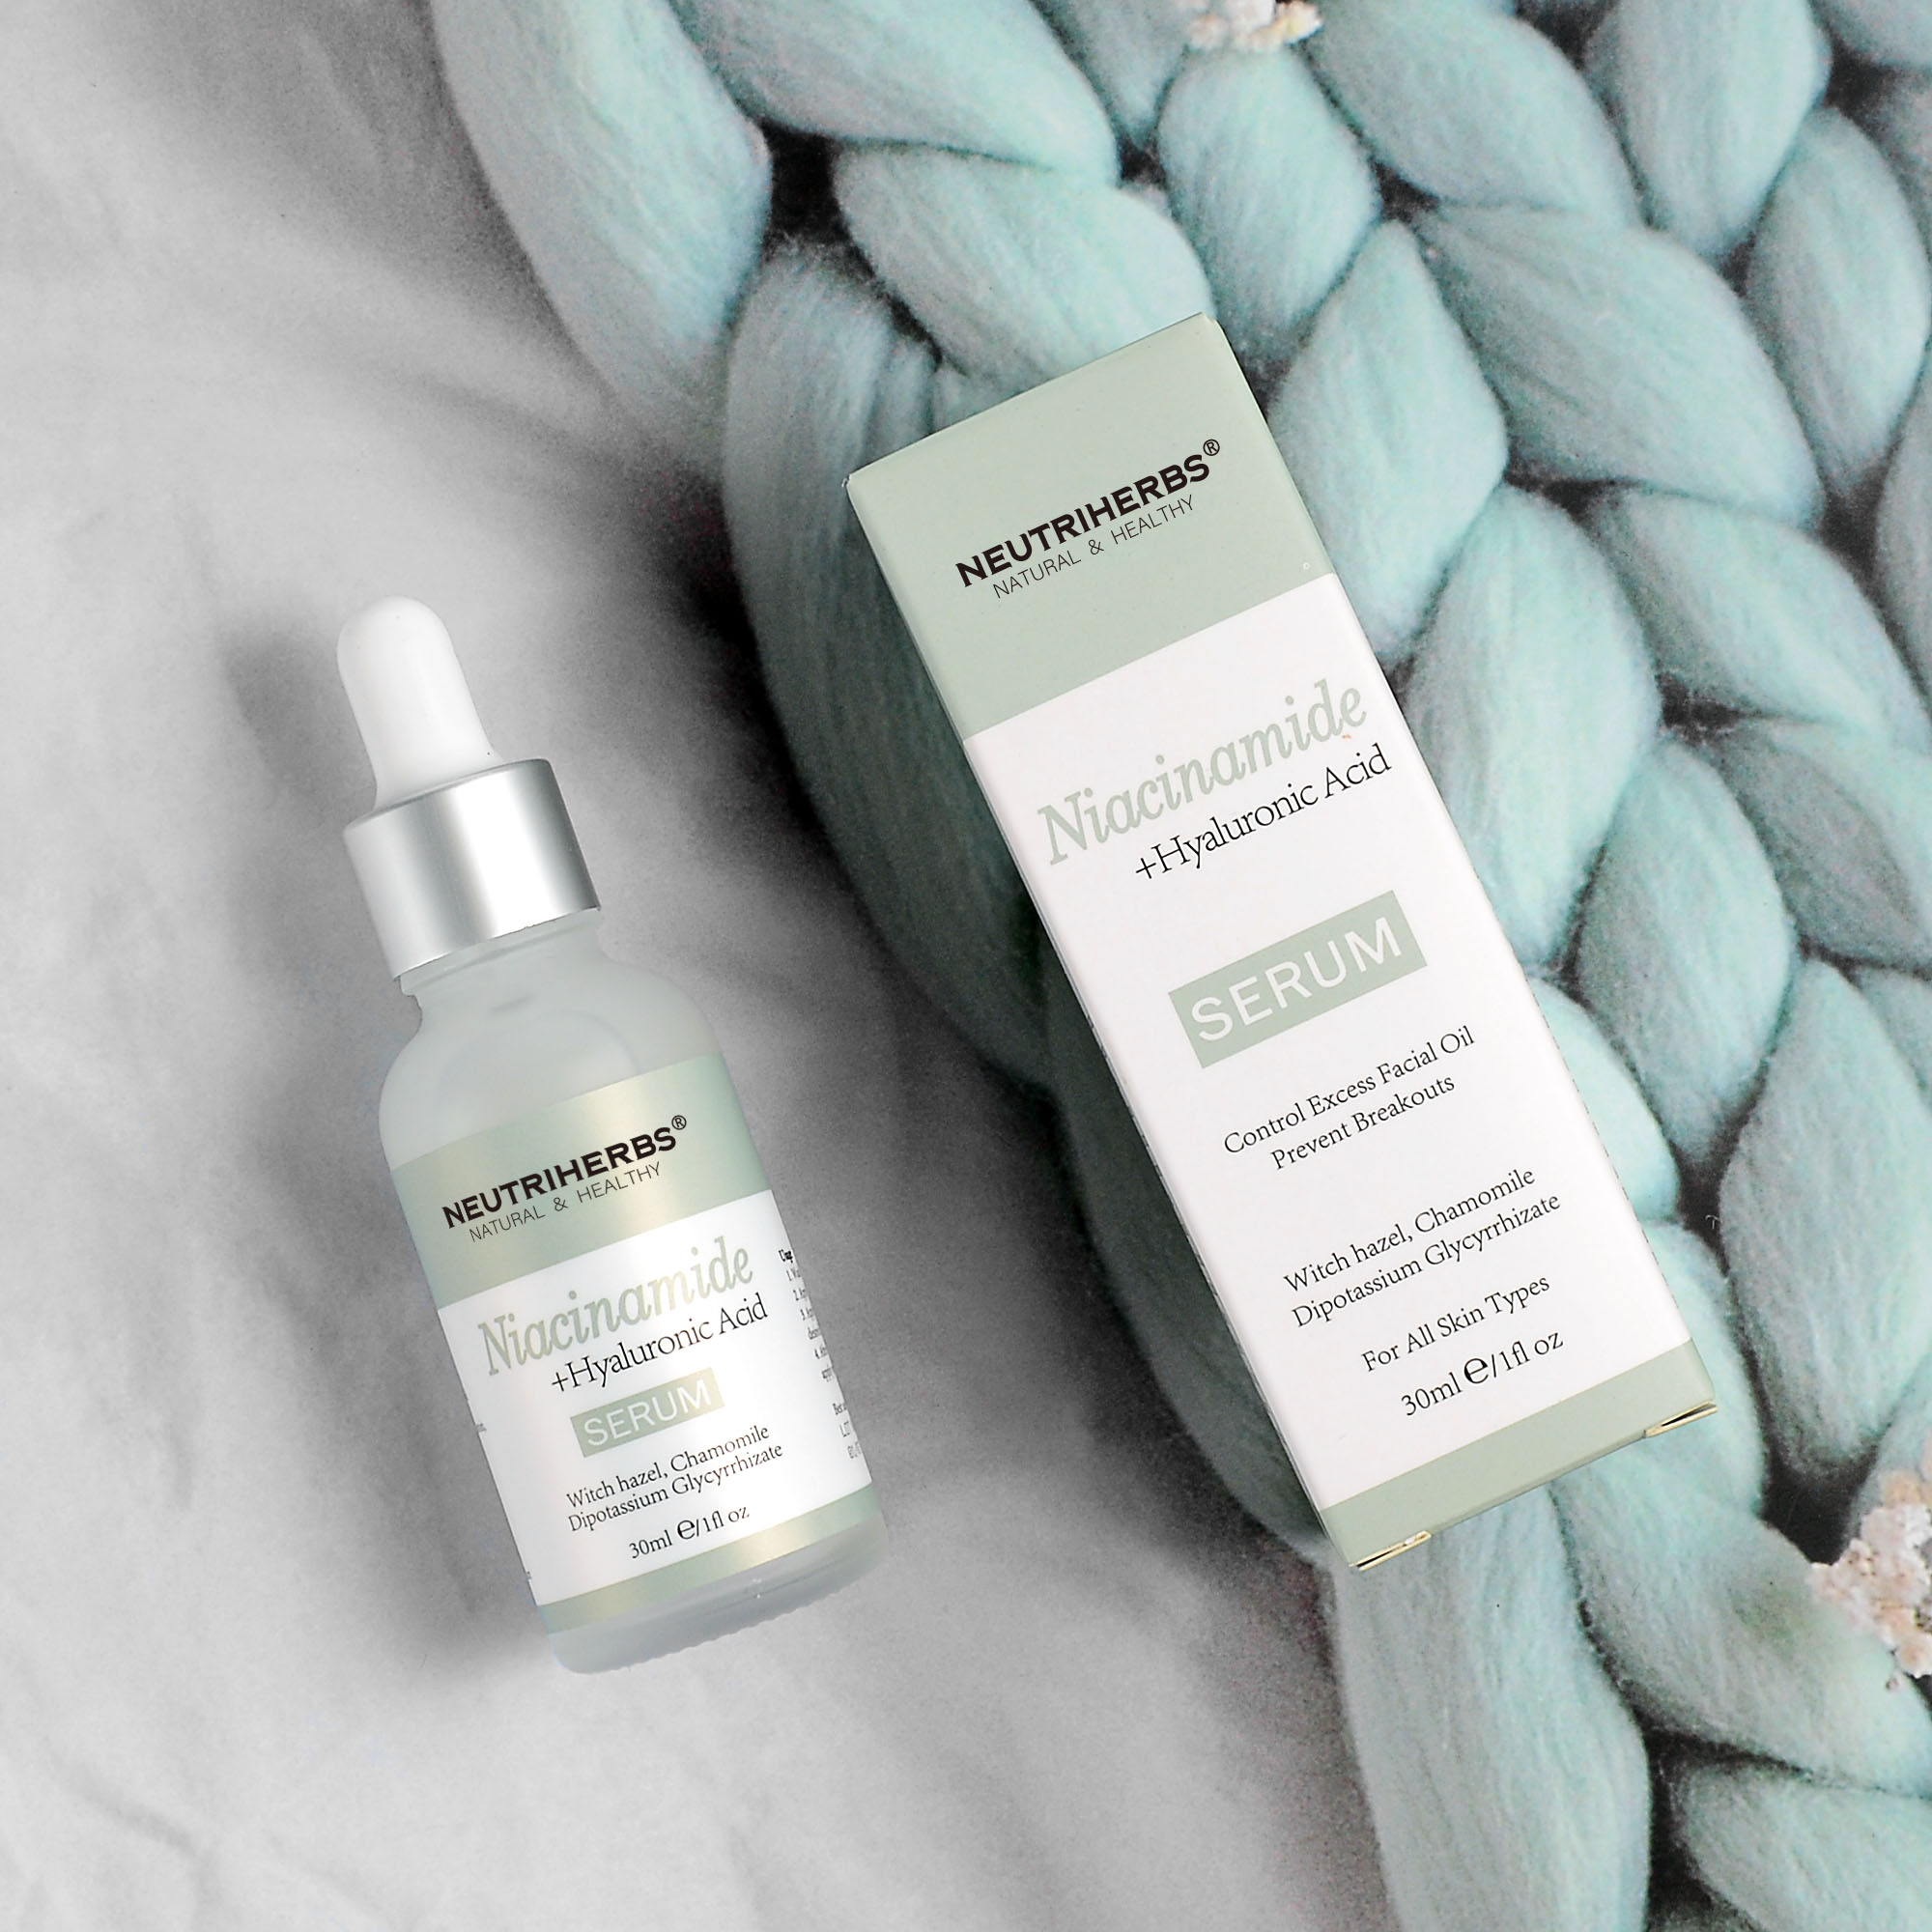 NEUTRIHERBS®
NATURAL & HEALTHY
Niacinamide
+Hyaluronic Acid
SERUM
Control Excess Facial Oil
Prevent Breakouts
Witch hazel, Chamomile
Dipotassium Glycyrrhizate
For All Skin Types
30ml ℮/1fl oz
NEUTRIHERBS®
NATURAL & HEALTHY
Niacinamide
+Hyaluronic Acid
SERUM
Witch hazel, Chamomile
Dipotassium Glycyrrhizate
30ml ℮/1fl oz